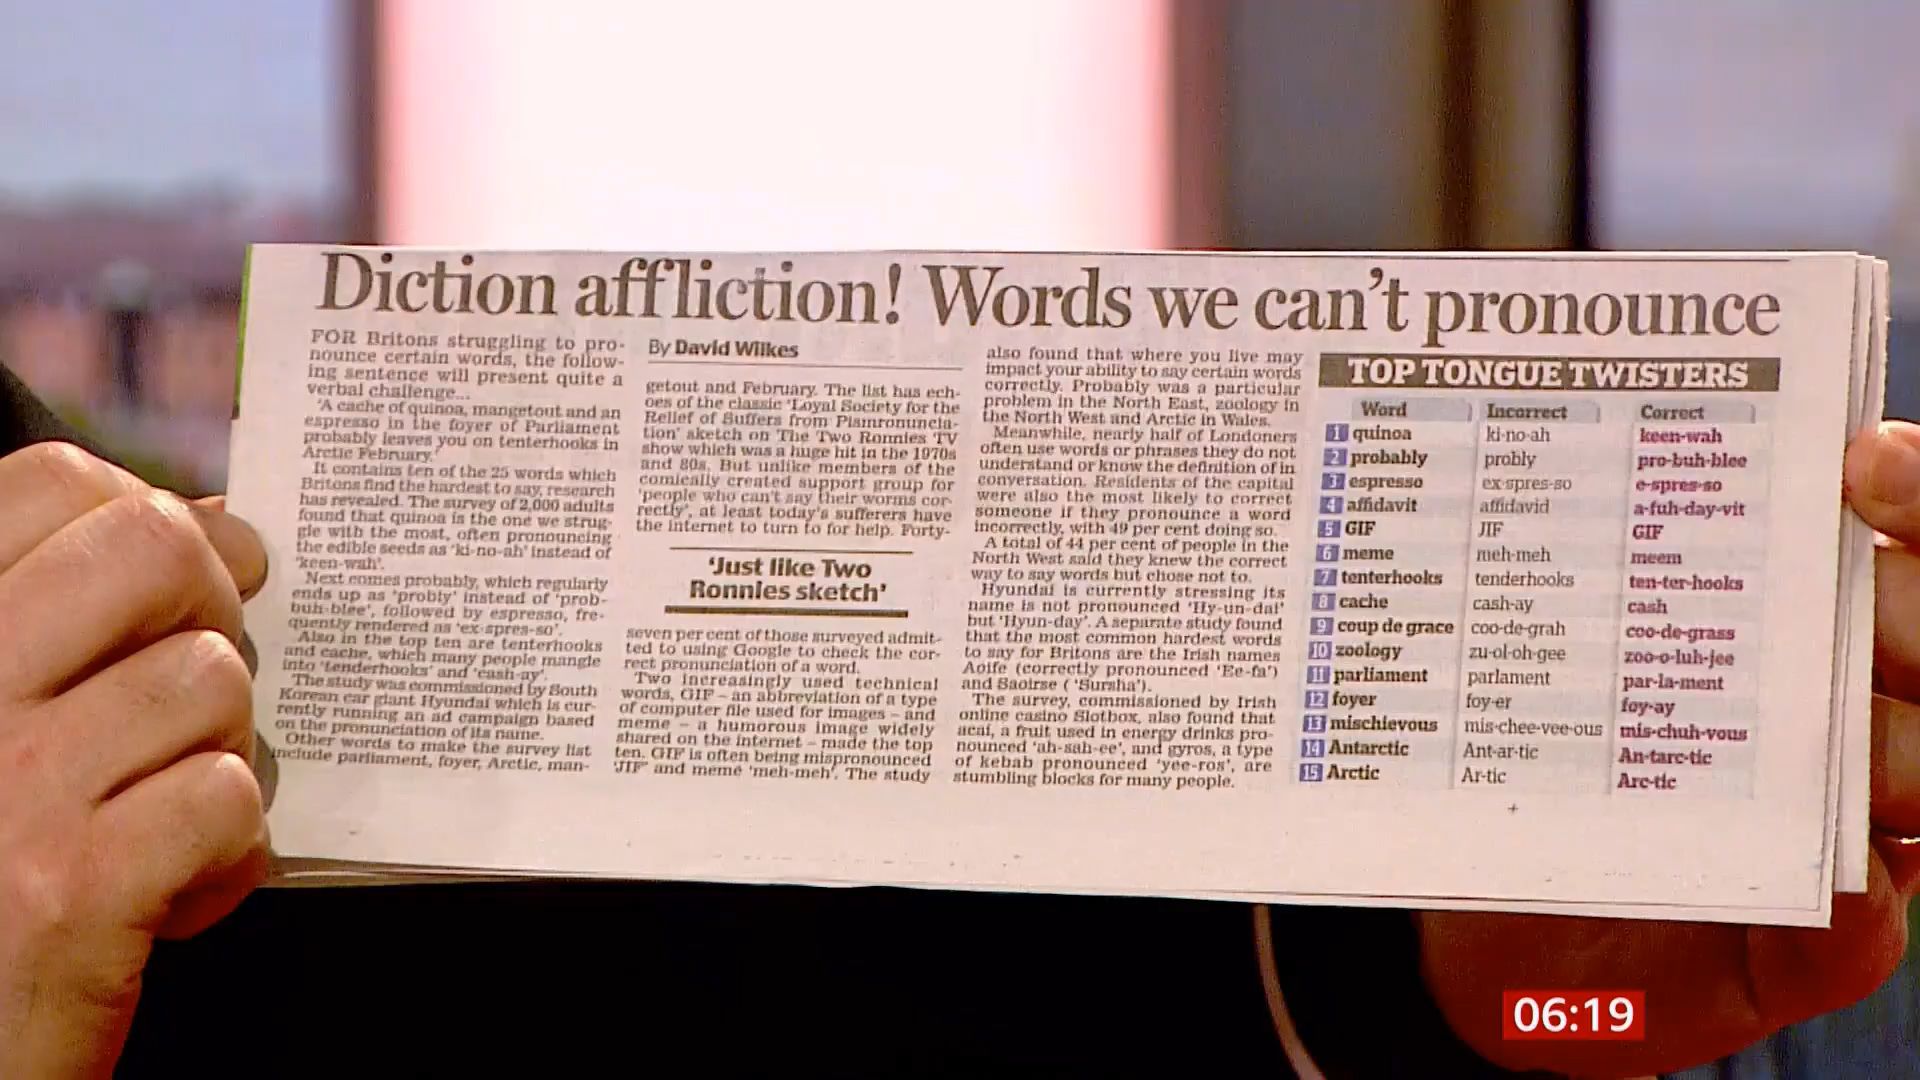 Diction affliction! Words we can't pronounce
FOR Britons struggling to pro-
nounce certain words, the follow-
ing sentence will present quite a
verbal challenge...
'A cache of quinoa, mangetout and an
espresso in the foyer of Parliament
probably leaves you on tenterhooks in
Arctic February.'
It contains ten of the 25 words which
Britons find the hardest to say, research
has revealed. The survey of 2,000 adults
found that quinoa is the one we strug-
gle with the most, often pronouncing
the edible seeds as 'ki-no-ah' instead of
'keen-wah'.
Next comes probably, which regularly
ends up as 'probly' instead of 'prob-
buh-blee', followed by espresso, fre-
quently rendered as 'ex-spres-so'.
Also in the top ten are tenterhooks
and cache, which many people mangle
into 'tenderhooks' and 'cash-ay'.
The study was commissioned by South
Korean car giant Hyundai which is cur-
rently running an ad campaign based
on the pronunciation of its name.
Other words to make the survey list
include parliament, foyer, Arctic, man-
By David Wilkes
getout and February. The list has ech-
oes of the classic 'Loyal Society for the
Relief of Suffers from Pismronuncia-
tion' sketch on The Two Ronnies TV
show which was a huge hit in the 1970s
and 80s. But unlike members of the
comically created support group for
'people who can't say their worms cor-
rectly', at least today's sufferers have
the internet to turn to for help. Forty-
'Just like Two
Ronnies sketch'
seven per cent of those surveyed admit-
ted to using Google to check the cor-
rect pronunciation of a word.
Two increasingly used technical
words, GIF – an abbreviation of a type
of computer file used for images – and
meme – a humorous image widely
shared on the internet – made the top
ten. GIF is often being mispronounced
'JIF' and meme 'meh-meh'. The study
also found that where you live may
impact your ability to say certain words
correctly. Probably was a particular
problem in the North East, zoology in
the North West and Arctic in Wales.
Meanwhile, nearly half of Londoners
often use words or phrases they do not
understand or know the definition of in
conversation. Residents of the capital
were also the most likely to correct
someone if they pronounce a word
incorrectly, with 49 per cent doing so.
A total of 44 per cent of people in the
North West said they knew the correct
way to say words but chose not to.
Hyundai is currently stressing its
name is not pronounced 'Hy-un-dai'
but 'Hyun-day'. A separate study found
that the most common hardest words
to say for Britons are the Irish names
Aoife (correctly pronounced 'Ee-fa')
and Saoirse ( 'Sursha').
The survey, commissioned by Irish
online casino Slotbox, also found that
acai, a fruit used in energy drinks pro-
nounced 'ah-sah-ee', and gyros, a type
of kebab pronounced 'yee-ros', are
stumbling blocks for many people.
TOP TONGUE TWISTERS
Word Incorrect Correct
1 quinoa ki-no-ah keen-wah
2 probably probly pro-buh-blee
3 espresso ex-spres-so e-spres-so
4 affidavit affidavid a-fuh-day-vit
5 GIF JIF GIF
6 meme meh-meh meem
7 tenterhooks tenderhooks ten-ter-hooks
8 cache cash-ay cash
9 coup de grace coo-de-grah coo-de-grass
10 zoology zu-ol-oh-gee zoo-o-luh-jee
11 parliament parlament par-la-ment
12 foyer foy-er foy-ay
13 mischievous mis-chee-vee-ous mis-chuh-vous
14 Antarctic Ant-ar-tic An-tarc-tic
15 Arctic Ar-tic Arc-tic
06:19